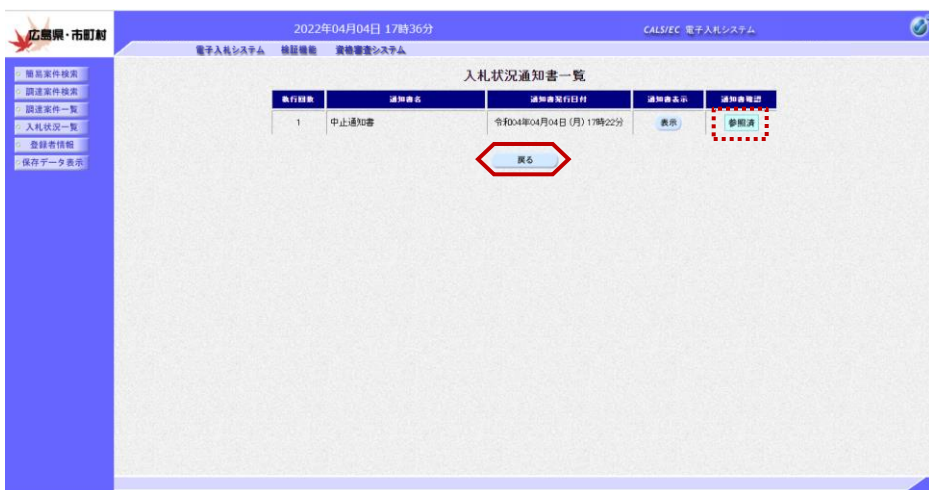 広島県・市町村
2022年04月04日 17時36分
CALS/EC 電子入札システム
電子入札システム 検証機能 資格審査システム
簡易案件検索
調達案件検索
調達案件一覧
入札状況一覧
登録者情報
保存データ表示
入札状況通知書一覧
執行回数 通知書名 通知書発行日付 通知書表示 通知書確認
1 中止通知書 令和04年04月04日 (月) 17時22分 表示 参照済
戻る